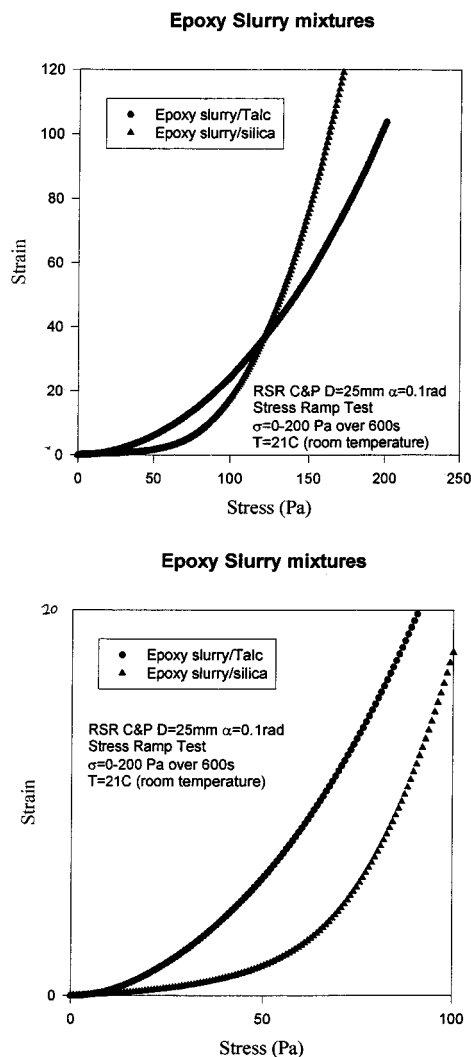 Epoxy Slurry mixtures
120
100
80
60
40
20
0
Strain
Epoxy slurry/Talc
Epoxy slurry/silica
RSR C&P D=25mm α=0.1rad
Stress Ramp Test
σ=0-200 Pa over 600s
T=21C (room temperature)
0 50 100 150 200 250
Stress (Pa)
Epoxy Slurry mixtures
20
0
Strain
Epoxy slurry/Talc
Epoxy slurry/silica
RSR C&P D=25mm α=0.1rad
Stress Ramp Test
σ=0-200 Pa over 600s
T=21C (room temperature)
0 50 100
Stress (Pa)